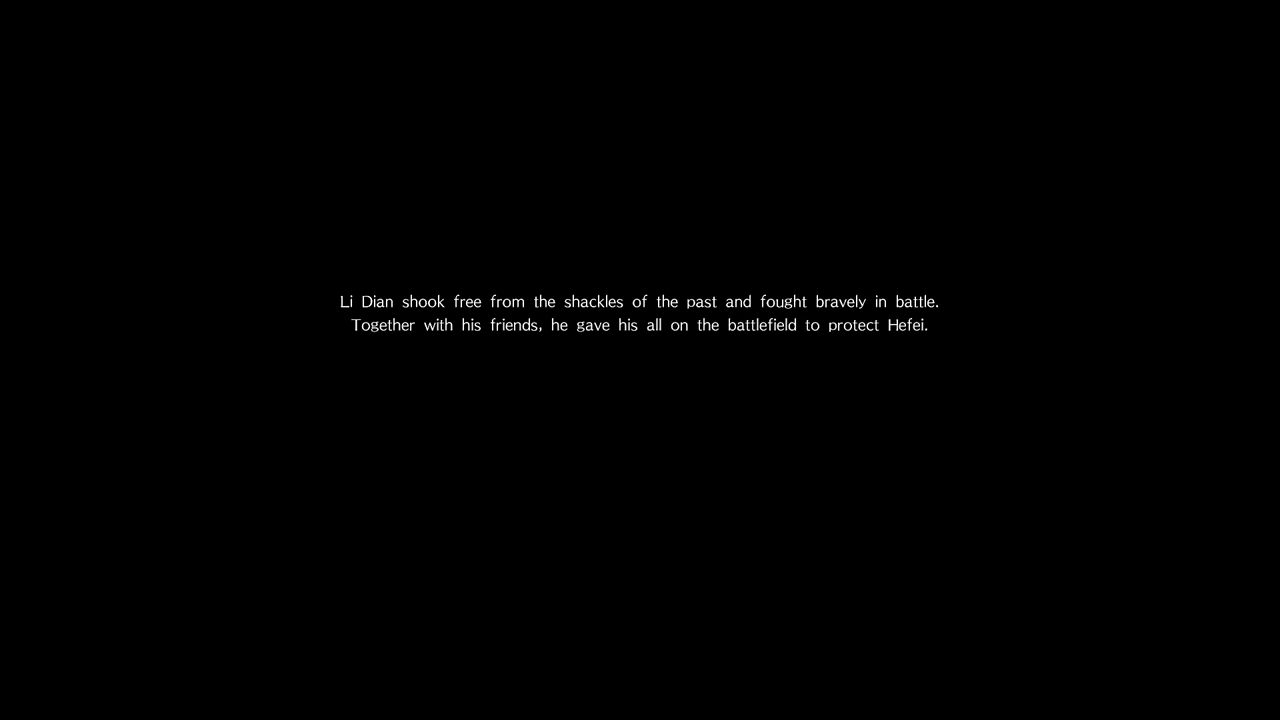 Li Dian shook free from the shackles of the past and fought bravely in battle.
Together with his friends, he gave his all on the battlefield to protect Hefei.